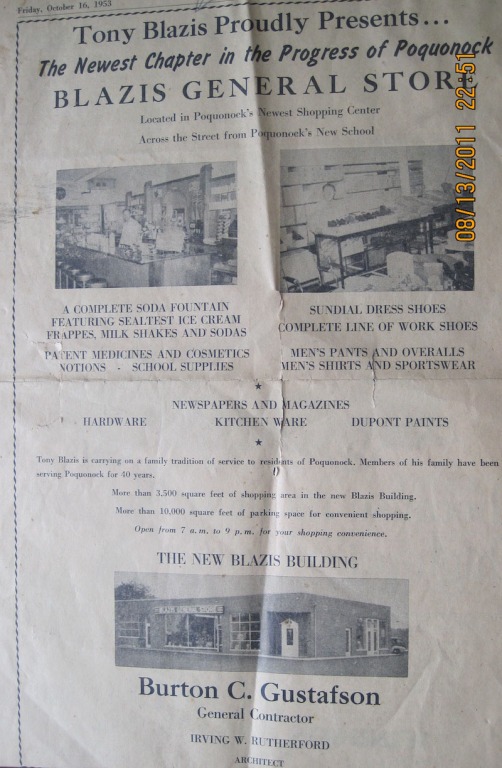 Friday, October 16, 1953
Tony Blazis Proudly Presents...
The Newest Chapter in the Progress of Poquonock
BLAZIS GENERAL STORE
Located in Poquonock's Newest Shopping Center
Across the Street from Poquonock's New School
08/13/2011 22:51
A COMPLETE SODA FOUNTAIN
FEATURING SEALTEST ICE CREAM
FRAPPES, MILK SHAKES AND SODAS
PATENT MEDICINES AND COSMETICS
NOTIONS - SCHOOL SUPPLIES
SUNDIAL DRESS SHOES
COMPLETE LINE OF WORK SHOES
MEN'S PANTS AND OVERALLS
MEN'S SHIRTS AND SPORTSWEAR
NEWSPAPERS AND MAGAZINES
HARDWARE KITCHEN WARE DUPONT PAINTS
Tony Blazis is carrying on a family tradition of service to residents of Poquonock. Members of his family have been
serving Poquonock for 40 years.
More than 3,500 square feet of shopping area in the new Blazis Building.
More than 10,000 square feet of parking space for convenient shopping.
Open from 7 a.m. to 9 p.m. for your shopping convenience.
THE NEW BLAZIS BUILDING
BLAZIS GENERAL STORE
Burton C. Gustafson
General Contractor
IRVING W. RUTHERFORD
ARCHITECT